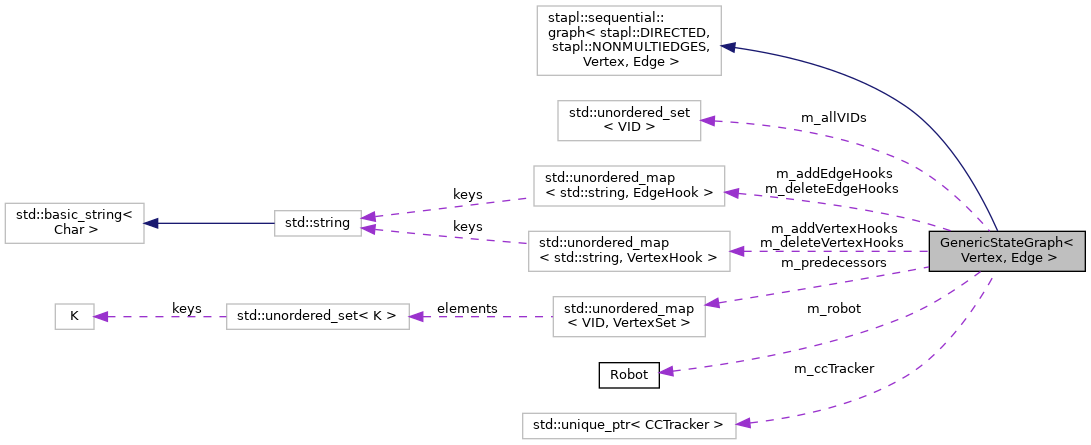 stapl::sequential::
graph< stapl::DIRECTED,
stapl::NONMULTIEDGES,
Vertex, Edge >
std::unordered_set
< VID >
m_allVIDs
std::unordered_map
< std::string, EdgeHook >
m_addEdgeHooks
m_deleteEdgeHooks
keys
std::basic_string<
Char >
std::string
keys
std::unordered_map
< std::string, VertexHook >
m_addVertexHooks
m_deleteVertexHooks
GenericStateGraph<
Vertex, Edge >
m_predecessors
K
keys
std::unordered_set< K >
elements
std::unordered_map
< VID, VertexSet >
m_robot
Robot
m_ccTracker
std::unique_ptr< CCTracker >